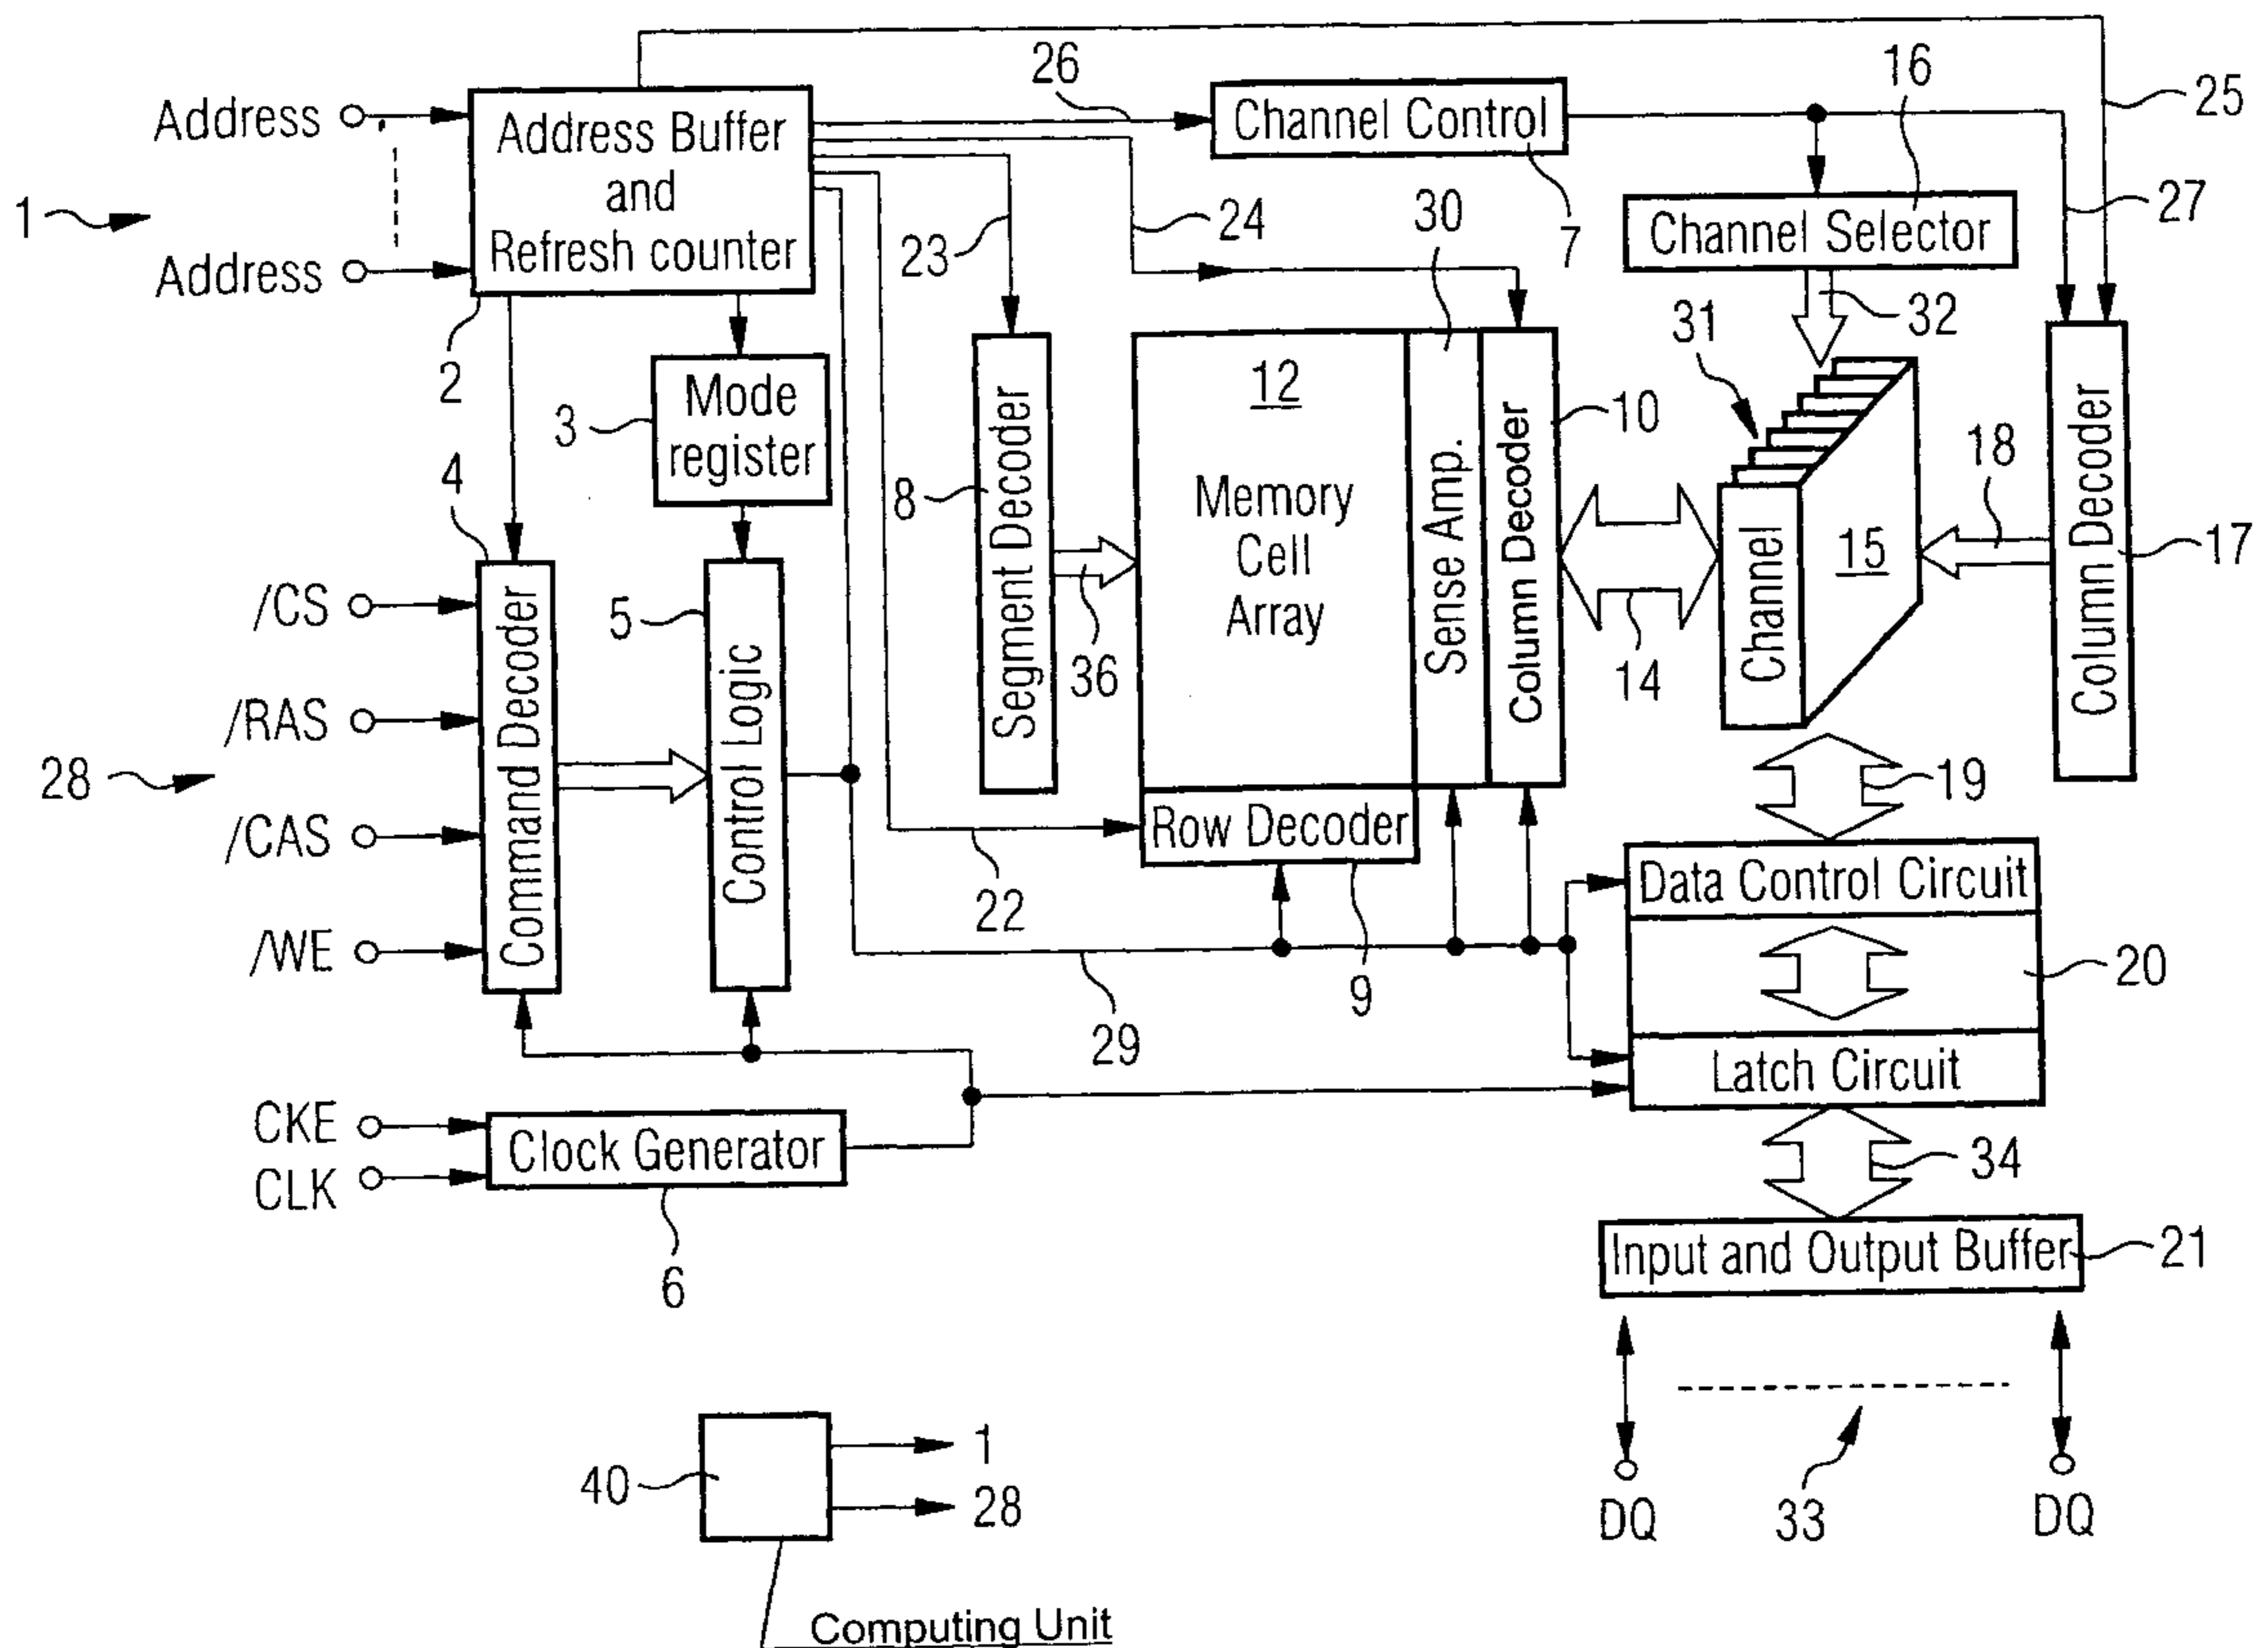 26
16
25
Address
Address Buffer
and
Refresh counter
Channel Control
1
Address
23
24
30
7
Channel Selector
27
2
3
Mode
register
31
32
4
8
Segment Decoder
12
Memory
Cell
Array
Sense Amp.
Column Decoder
10
18
Channel
15
Column Decoder
17
/CS
/RAS
28
/CAS
/WE
Command Decoder
5
Control Logic
36
14
19
Row Decoder
22
9
29
Data Control Circuit
20
Latch Circuit
CKE
CLK
Clock Generator
6
34
Input and Output Buffer
21
40
1
28
DQ
33
DQ
Computing Unit